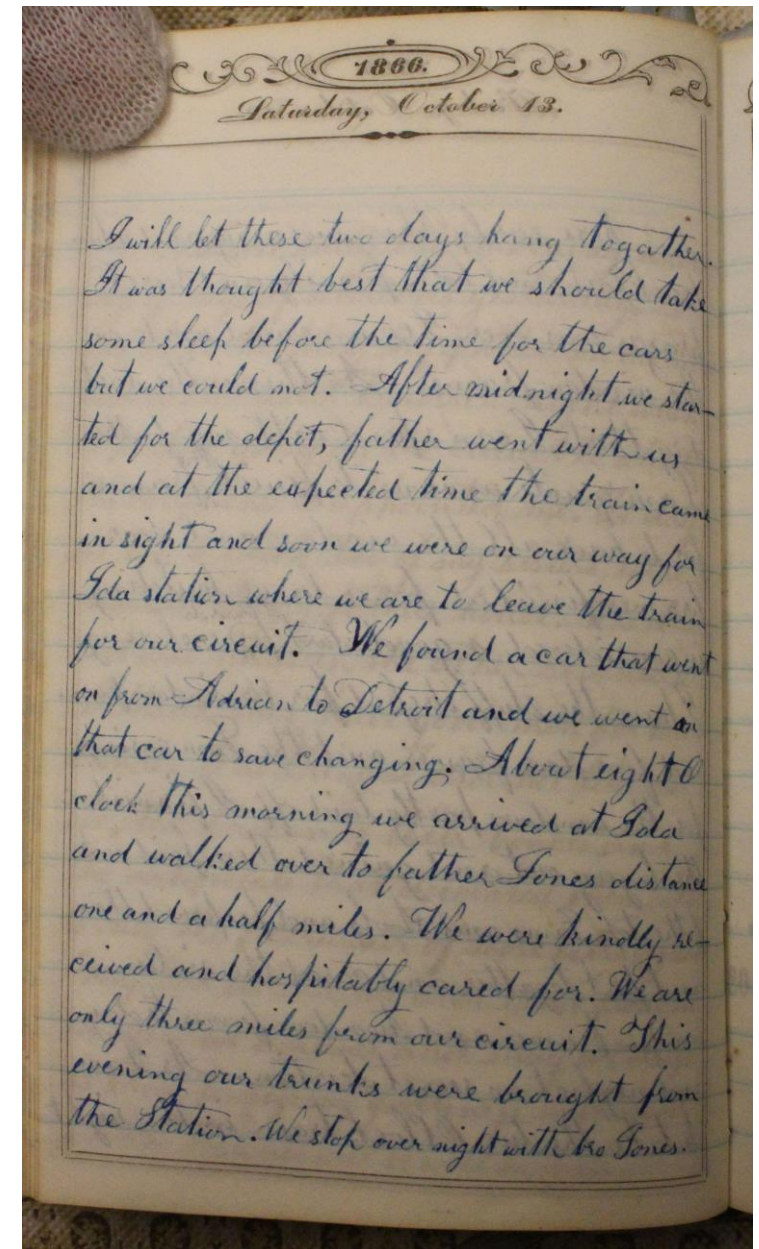 1866.
Saturday, October 13.
I will let these two days hang togather.
It was thought best that we should take
some sleep before the time for the cars
but we could not. After midnight we star-
ted for the depot, father went with us
and at the expected time the train came
in sight and soon we were on our way for
Ida station where we are to leave the train
for our circuit. We found a car that went
on from Adrian to Detroit and we went in
that car to save changing. About eight O
clock this morning we arrived at Ida
and walked over to father Jones distance
one and a half miles. We were kindly re-
ceived and hospitably cared for. We are
only three miles from our circuit. This
evening our trunks were brought from
the Station. We stop over night with bro Jones.